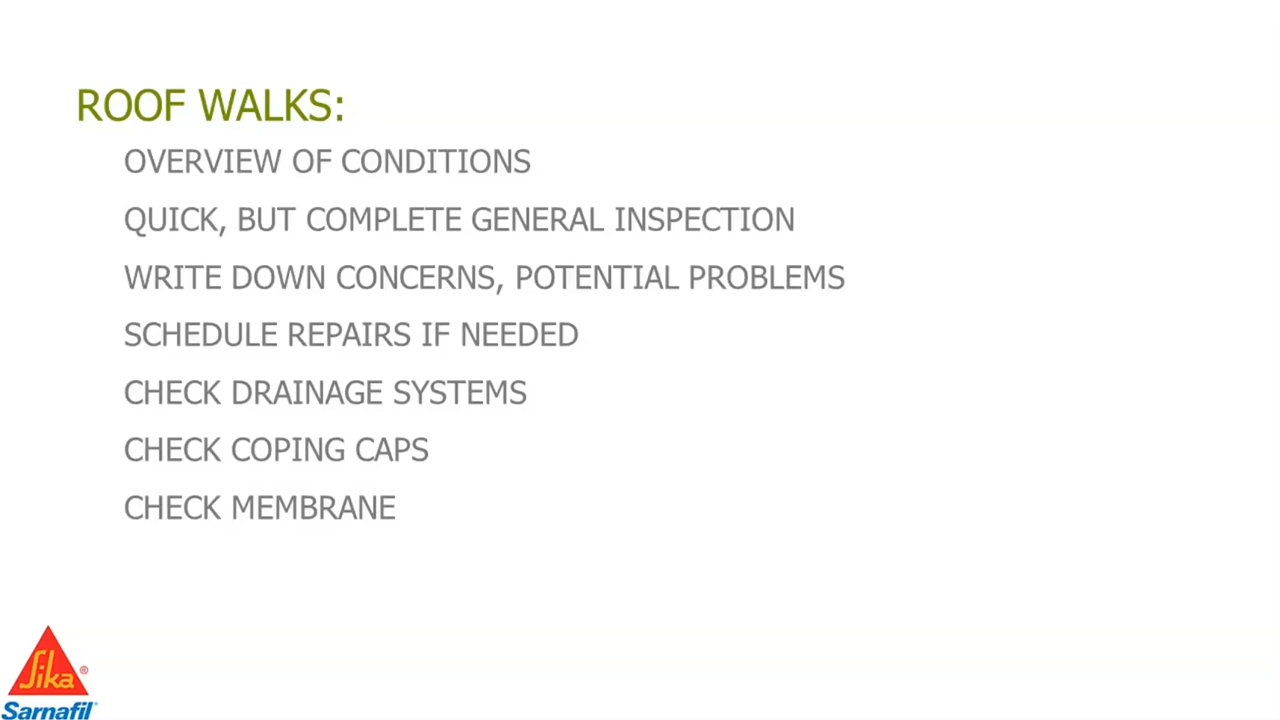 ROOF WALKS:
OVERVIEW OF CONDITIONS
QUICK, BUT COMPLETE GENERAL INSPECTION
WRITE DOWN CONCERNS, POTENTIAL PROBLEMS
SCHEDULE REPAIRS IF NEEDED
CHECK DRAINAGE SYSTEMS
CHECK COPING CAPS
CHECK MEMBRANE
Sika®
Sarnafil®